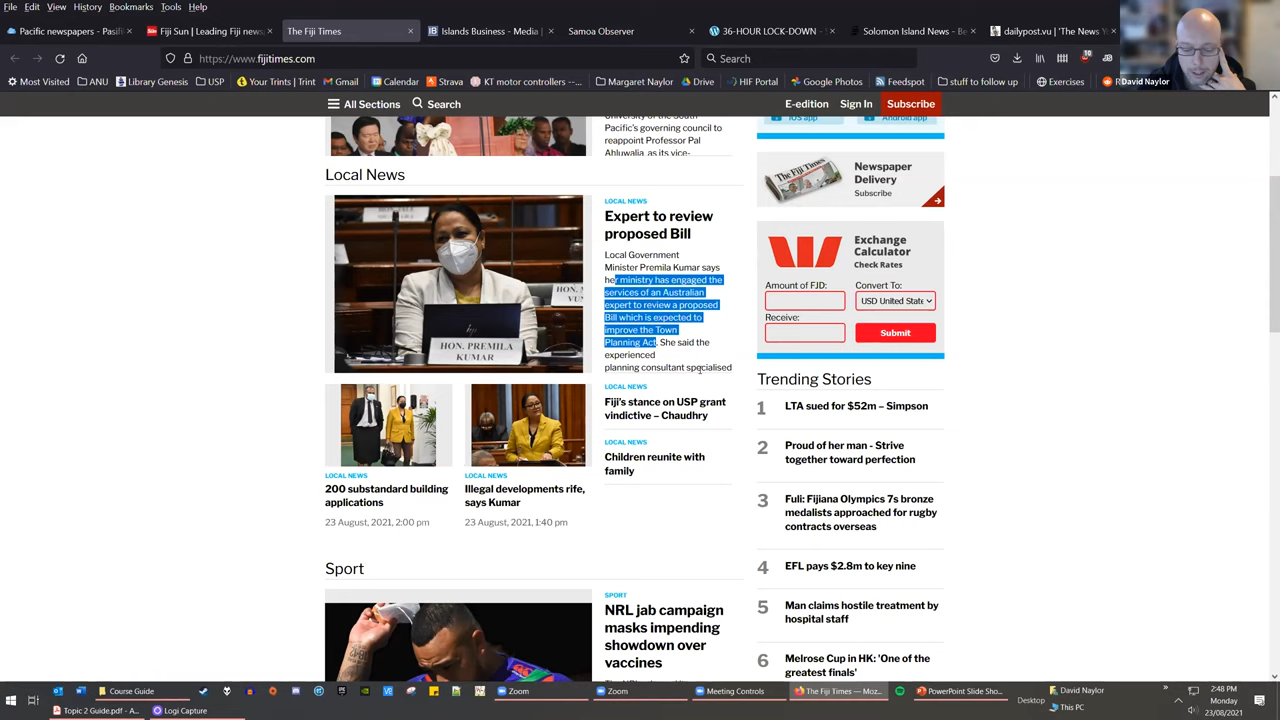 File Edit View History Bookmarks Tools Help
Pacific newspapers - Pasifi
Fiji Sun | Leading Fiji news
The Fiji Times
Islands Business - Media |
Samoa Observer
36-HOUR LOCK-DOWN -
Solomon Island News - Be
dailypost.vu | 'The News Y
https://www.fijitimes.com
Search
10
Most Visited
ANU
Library Genesis
USP
Your Trints | Trint
Gmail
Calendar
Strava
KT motor controllers -...
Margaret Naylor
Drive
HIF Portal
Google Photos
Feedspot
stuff to follow up
Exercises
David Naylor
All Sections
Search
E-edition
Sign In
Subscribe
University of the South
Pacific's governing council to
reappoint Professor Pal
Ahluwalia, as its vice-
iOS app
Android app
Local News
LOCAL NEWS
Expert to review
proposed Bill
Local Government
Minister Premila Kumar says
her ministry has engaged the
services of an Australian
expert to review a proposed
Bill which is expected to
improve the Town
Planning Act. She said the
experienced
planning consultant specialised
HON. PREMILA
KUMAR
LOCAL NEWS
Fiji's stance on USP grant
vindictive – Chaudhry
LOCAL NEWS
Children reunite with
family
LOCAL NEWS
200 substandard building
applications
23 August, 2021, 2:00 pm
LOCAL NEWS
Illegal developments rife,
says Kumar
23 August, 2021, 1:40 pm
Sport
SPORT
NRL jab campaign
masks impending
showdown over
vaccines
The Fiji Times
Newspaper
Delivery
Subscribe
Exchange
Calculator
Check Rates
Amount of FJD:
Convert To:
USD United State
Receive:
Submit
Trending Stories
1 LTA sued for $52m – Simpson
2 Proud of her man - Strive
together toward perfection
3 Fuli: Fijiana Olympics 7s bronze
medalists approached for rugby
contracts overseas
4 EFL pays $2.8m to key nine
5 Man claims hostile treatment by
hospital staff
6 Melrose Cup in HK: 'One of the
greatest finals'
Course Guide
Zoom
Zoom
Meeting Controls
The Fiji Times — Moz...
PowerPoint Slide Sho...
Desktop
David Naylor
This PC
2:48 PM
Monday
23/08/2021
Topic 2 Guide.pdf - A...
Logi Capture